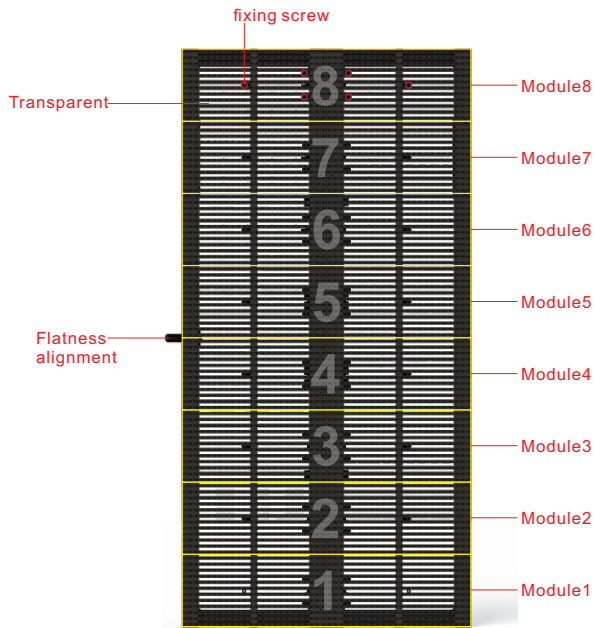 fixing screw
8
Module8
Transparent
7
Module7
6
Module6
5
Module5
Flatness
alignment
4
Module4
3
Module3
2
Module2
1
Module1